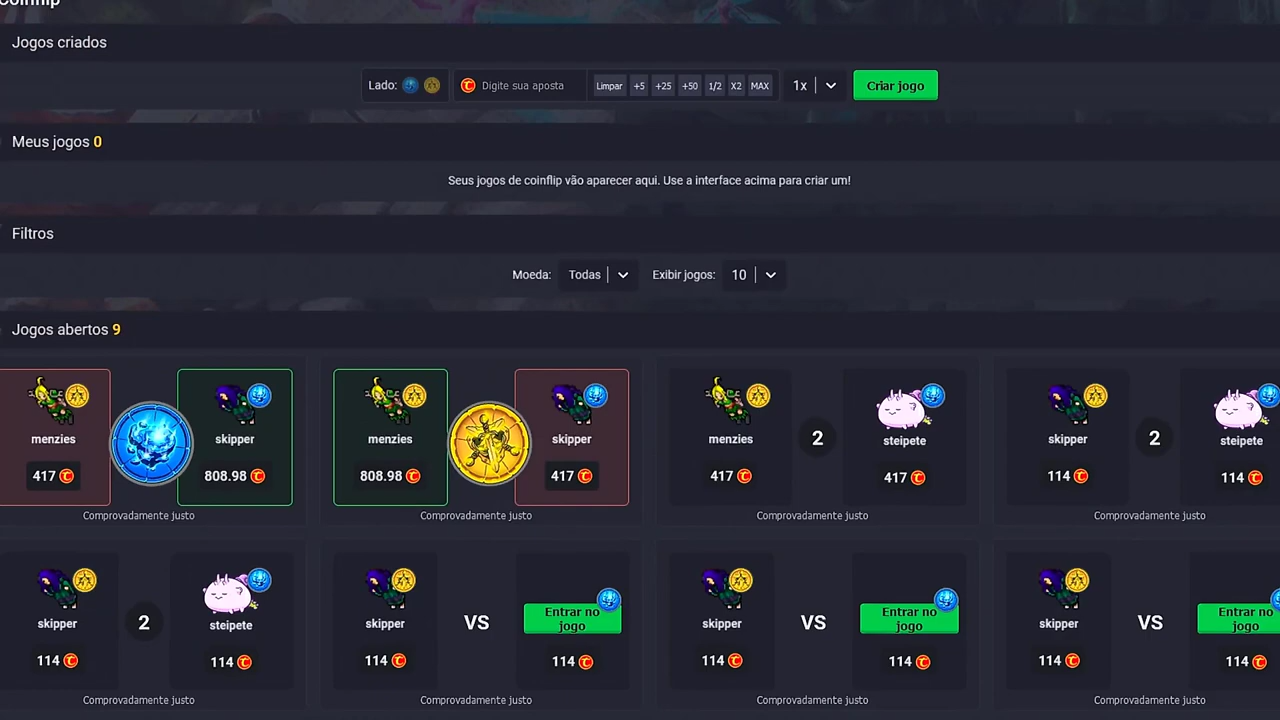 Coinflip
Jogos criados
Lado:
Digite sua aposta
Limpar +5 +25 +50 1/2 X2 MAX
1x
Criar jogo
Meus jogos 0
Seus jogos de coinflip vão aparecer aqui. Use a interface acima para criar um!
Filtros
Moeda: Todas
Exibir jogos: 10
Jogos abertos 9
menzies skipper
417 808.98
Comprovadamente justo
menzies skipper
808.98 417
Comprovadamente justo
menzies 2 steipete
417 417
Comprovadamente justo
skipper 2 steipete
114 114
Comprovadamente justo
skipper 2 steipete
114 114
Comprovadamente justo
skipper VS Entrar no
jogo
114 114
Comprovadamente justo
skipper VS Entrar no
jogo
114 114
Comprovadamente justo
skipper VS Entrar no
jogo
114 114
Comprovadamente justo